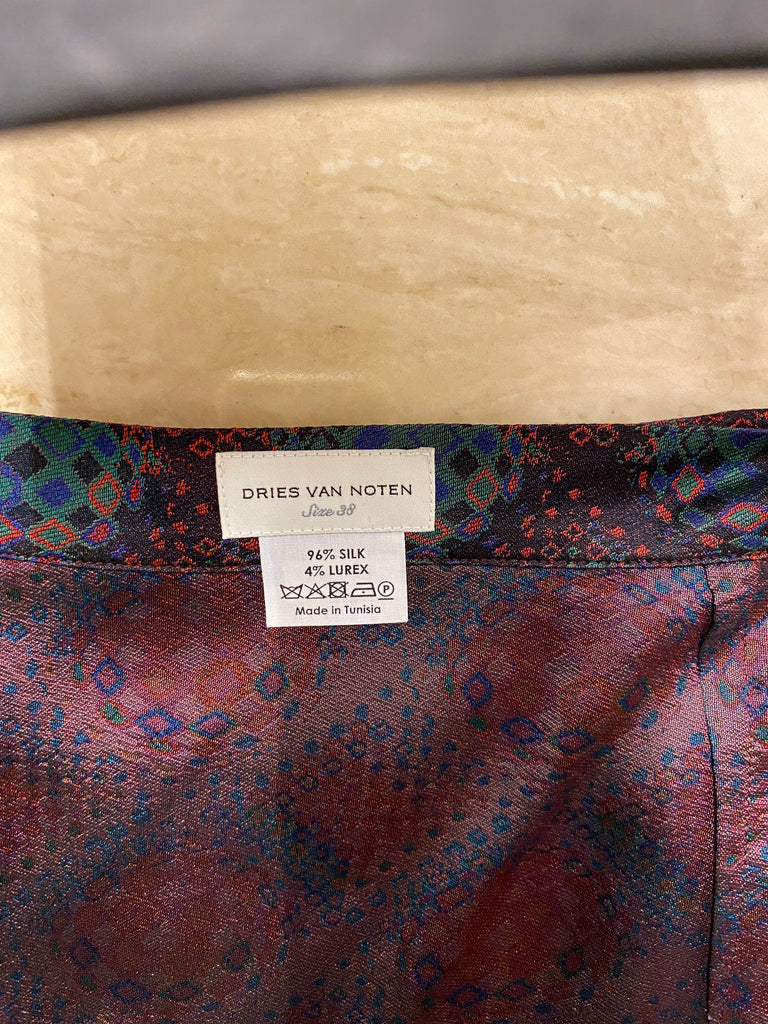 DRIES VAN NOTEN
Size 38
96% SILK
4% LUREX
P
Made in Tunisia